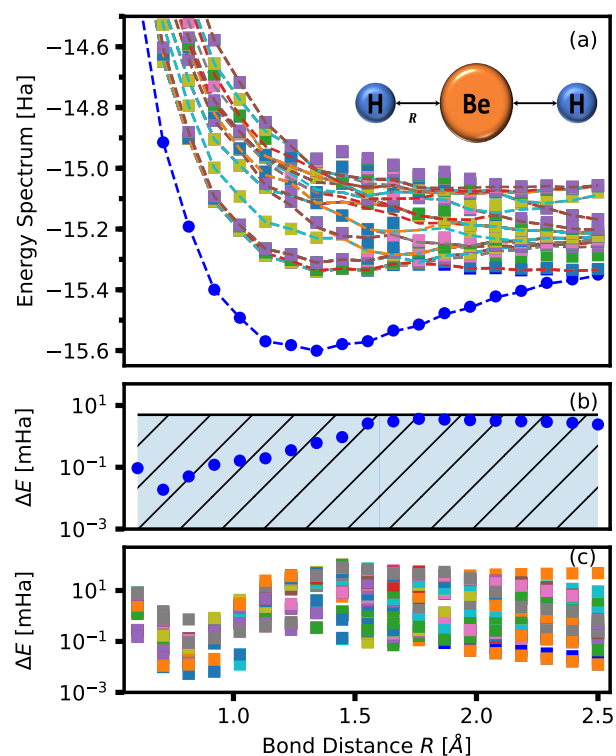 (a)
H Be H
R
Energy Spectrum [Ha]
−14.6
−14.8
−15.0
−15.2
−15.4
−15.6
(b)
ΔE [mHa]
10¹
10⁻¹
10⁻³
(c)
ΔE [mHa]
10¹
10⁻¹
10⁻³
1.0 1.5 2.0 2.5
Bond Distance R [Å]